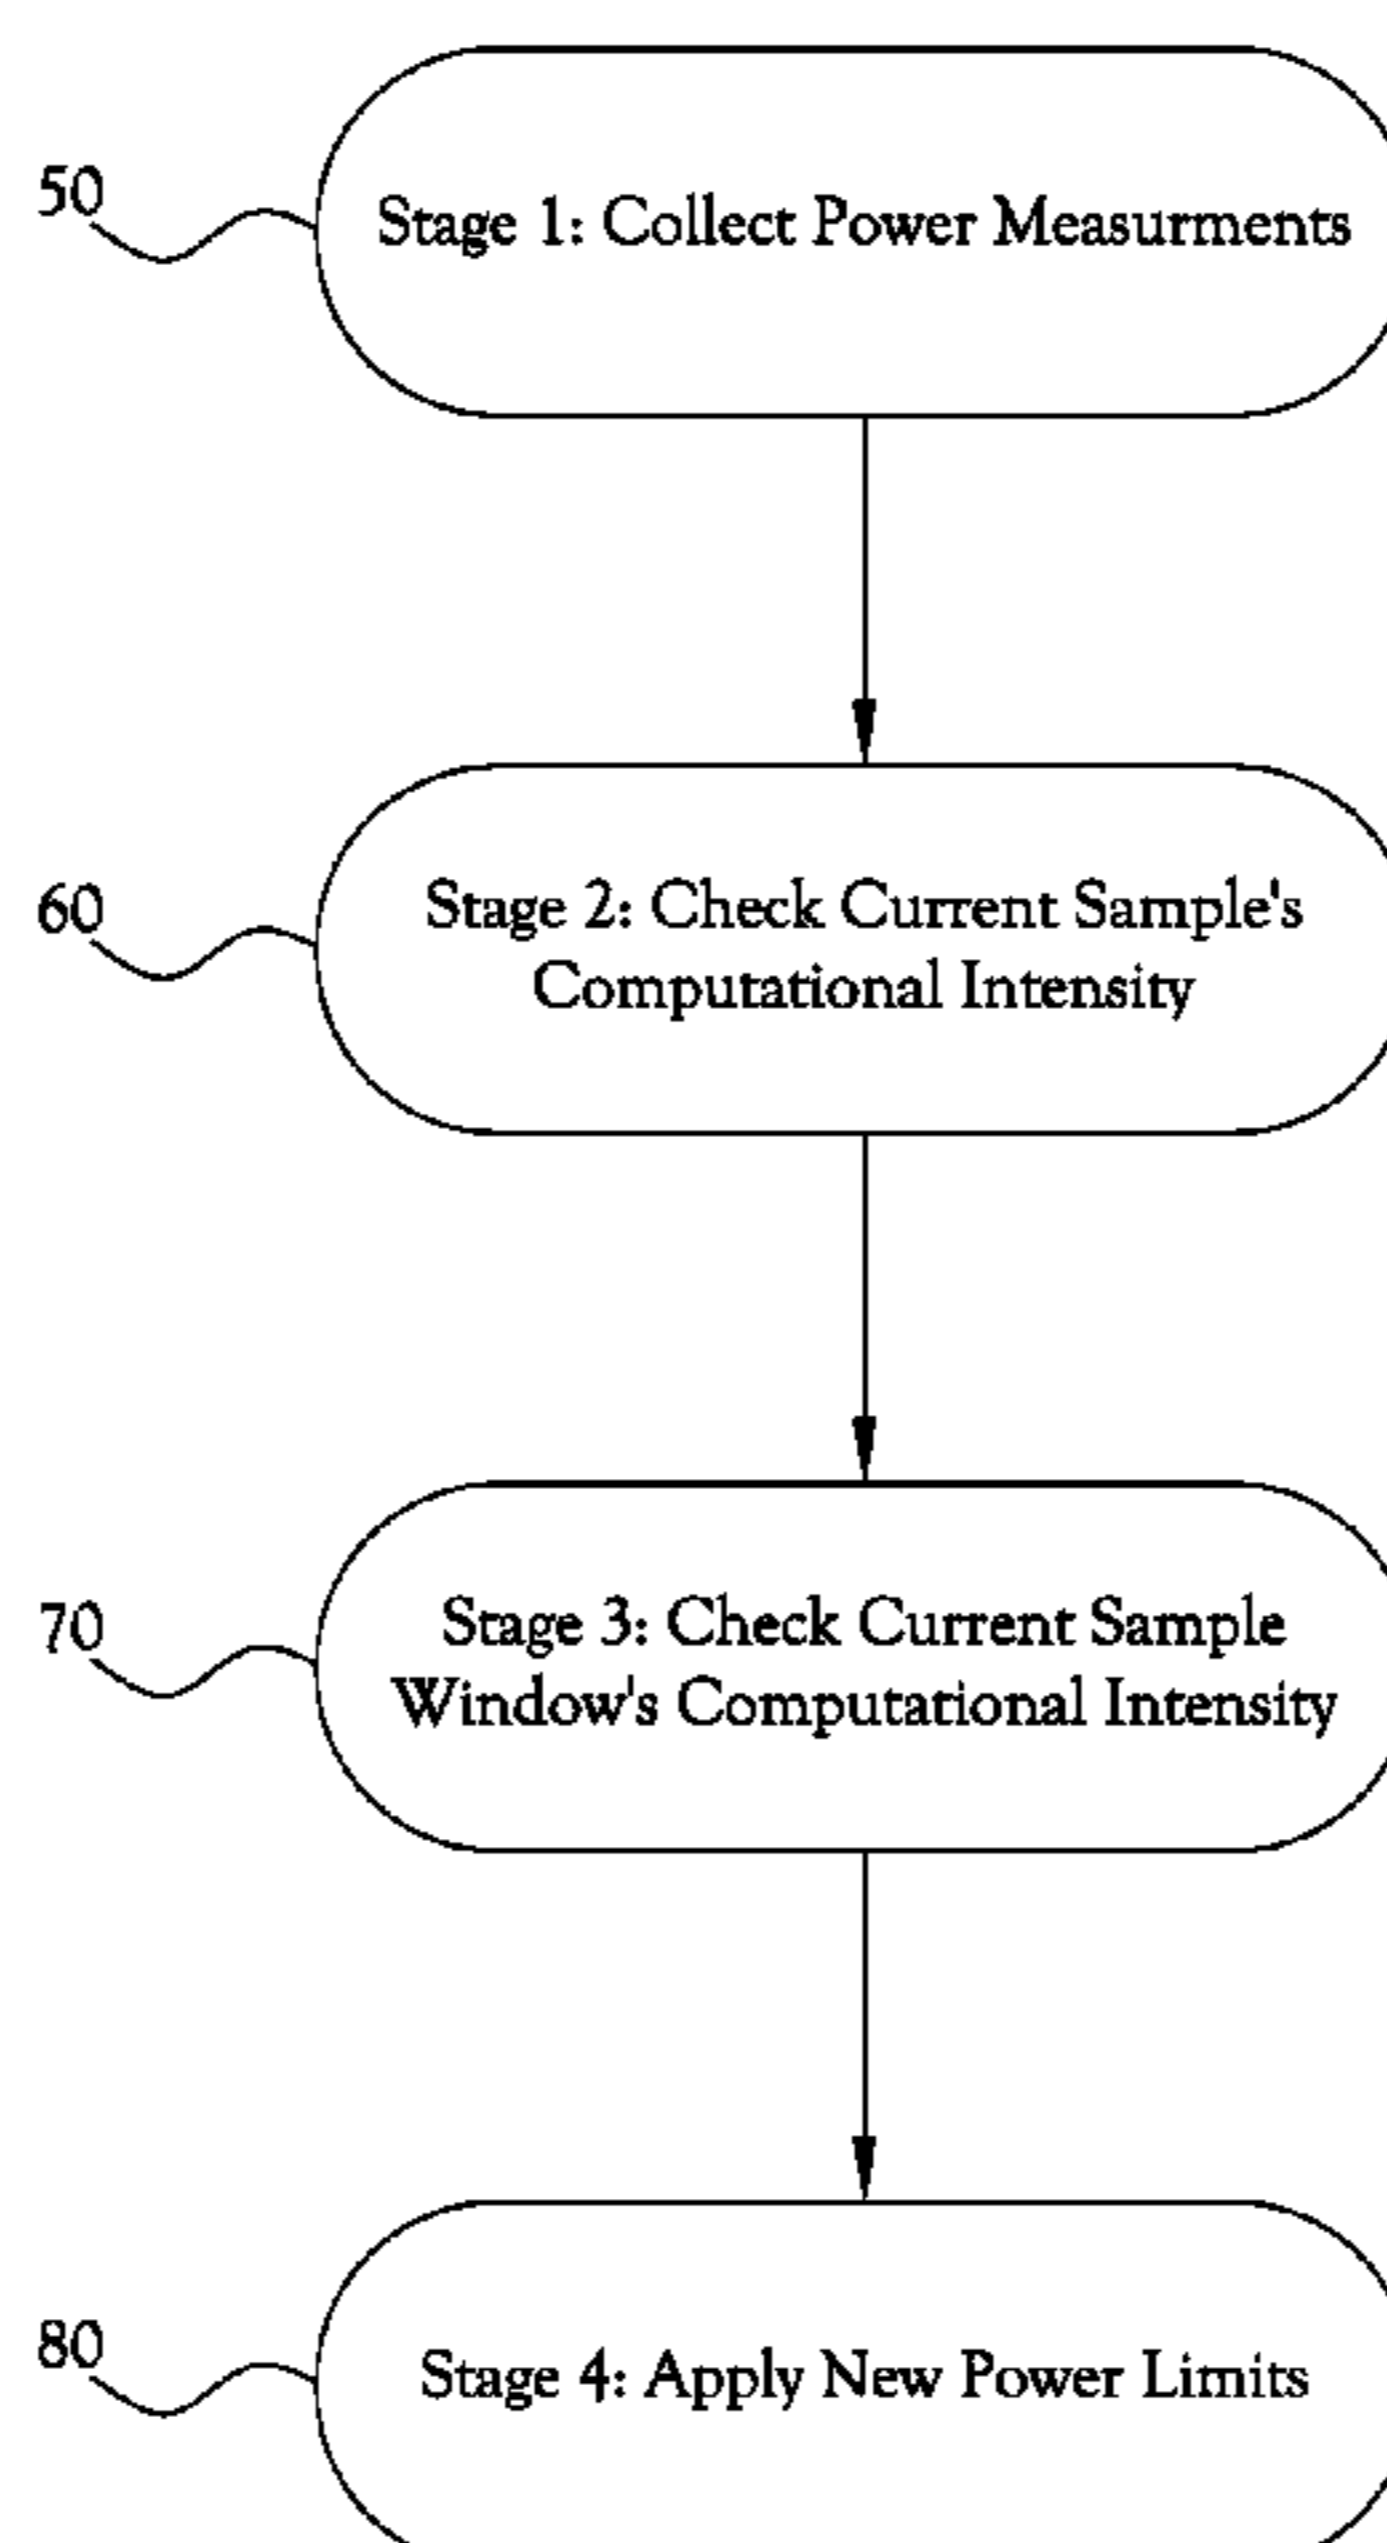 50
Stage 1: Collect Power Measurments
60
Stage 2: Check Current Sample's
Computational Intensity
70
Stage 3: Check Current Sample
Window's Computational Intensity
80
Stage 4: Apply New Power Limits